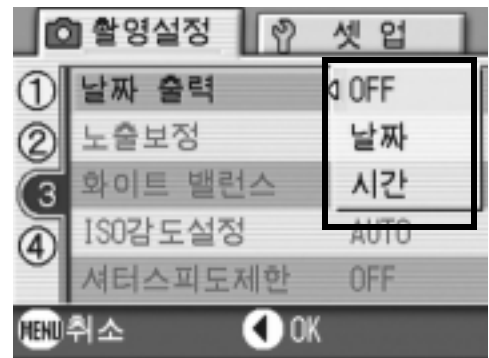 촬영설정 셋 업
① 날짜 출력 OFF
② 노출보정 날짜
3 화이트 밸런스 시간
④ ISO감도설정 AUTO
셔터스피도제한 OFF
MENU 취소 OK